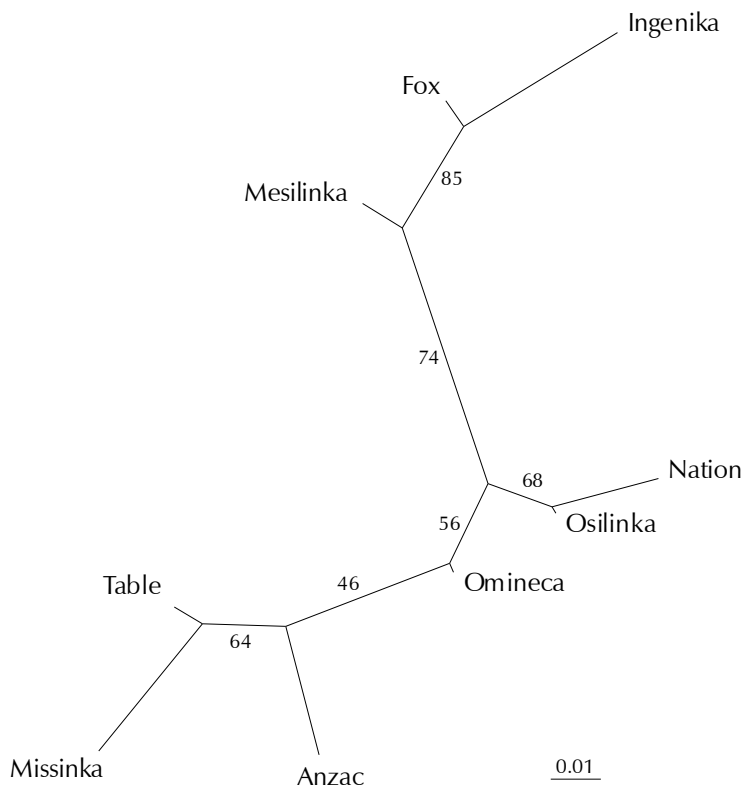 Ingenika
Fox
85
Mesilinka
74
Nation
68
Osilinka
56
Omineca
46
Table
64
Missinka
Anzac
0.01